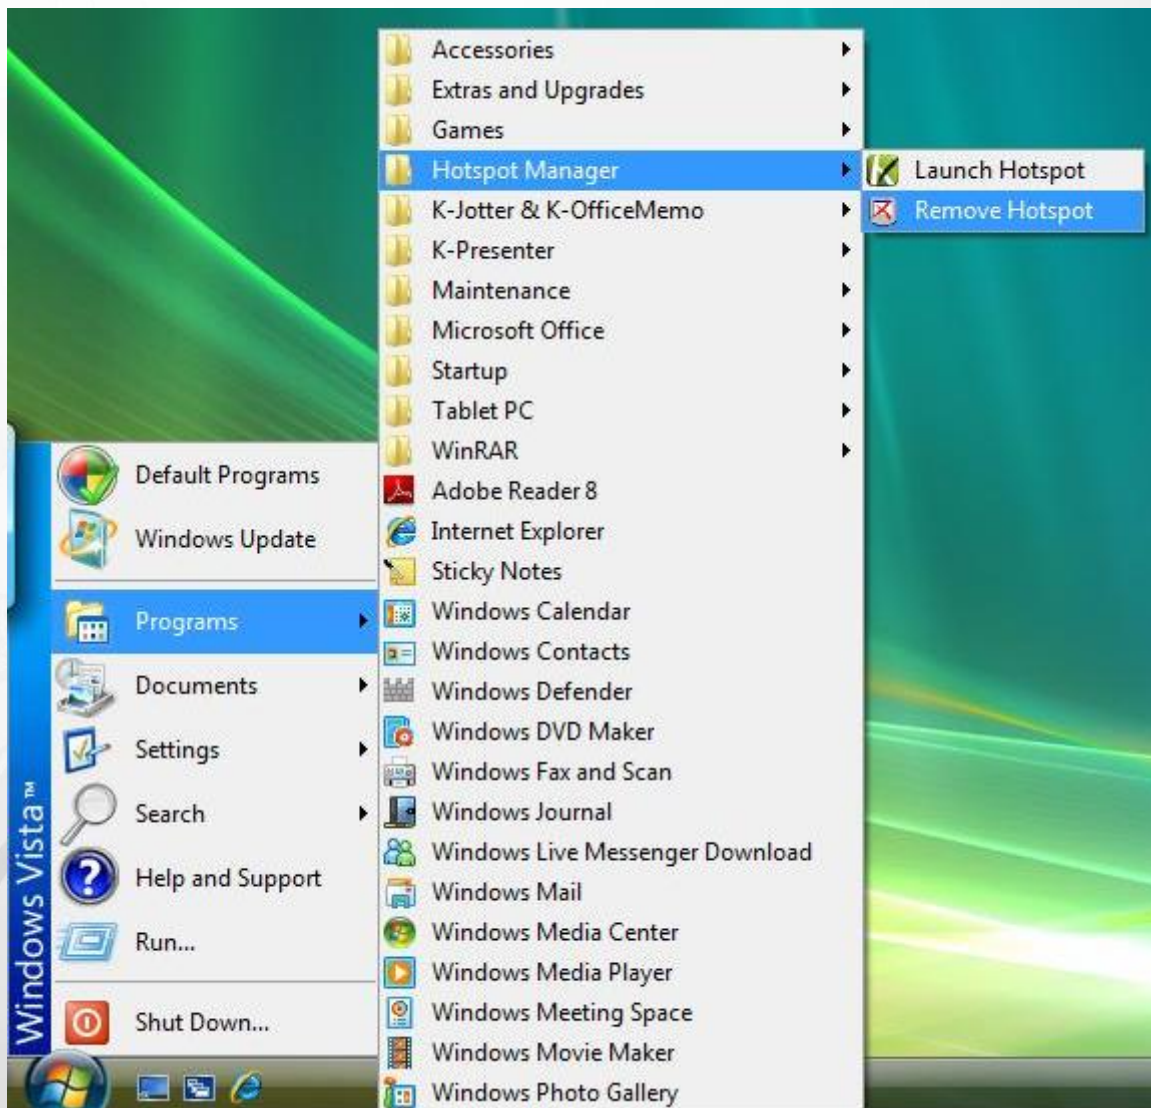 Accessories
Extras and Upgrades
Games
Hotspot Manager
Launch Hotspot
Remove Hotspot
K-Jotter & K-OfficeMemo
K-Presenter
Maintenance
Microsoft Office
Startup
Tablet PC
WinRAR
Adobe Reader 8
Internet Explorer
Sticky Notes
Windows Calendar
Windows Contacts
Windows Defender
Windows DVD Maker
Windows Fax and Scan
Windows Journal
Windows Live Messenger Download
Windows Mail
Windows Media Center
Windows Media Player
Windows Meeting Space
Windows Movie Maker
Windows Photo Gallery
Default Programs
Windows Update
Programs
Documents
Settings
Search
Help and Support
Run...
Shut Down...
Windows Vista™